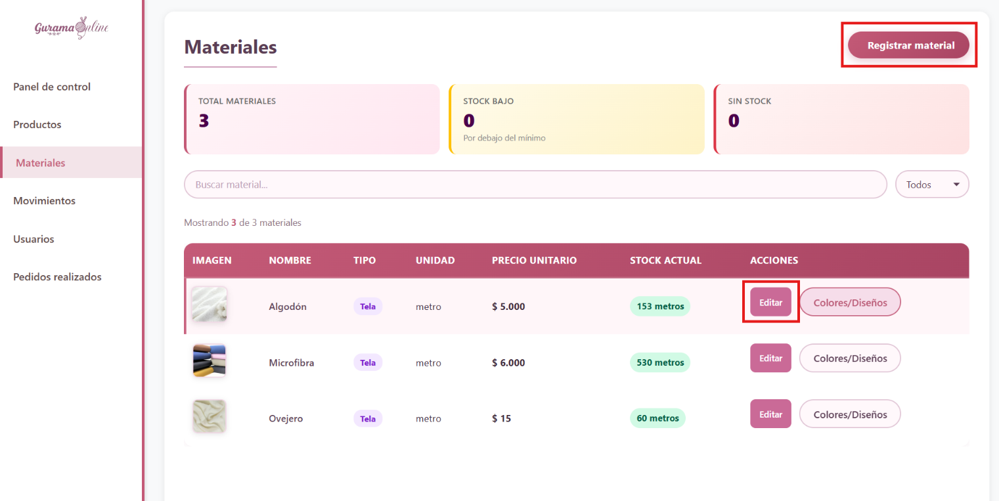 Gurama Online
Materiales
Registrar material
Panel de control
Productos
Materiales
Movimientos
Usuarios
Pedidos realizados
TOTAL MATERIALES
3
STOCK BAJO
0
Por debajo del mínimo
SIN STOCK
0
Buscar material...
Todos
Mostrando 3 de 3 materiales
IMAGEN NOMBRE TIPO UNIDAD PRECIO UNITARIO STOCK ACTUAL ACCIONES
Algodón Tela metro $ 5.000 153 metros Editar Colores/Diseños
Microfibra Tela metro $ 6.000 530 metros Editar Colores/Diseños
Ovejero Tela metro $ 15 60 metros Editar Colores/Diseños